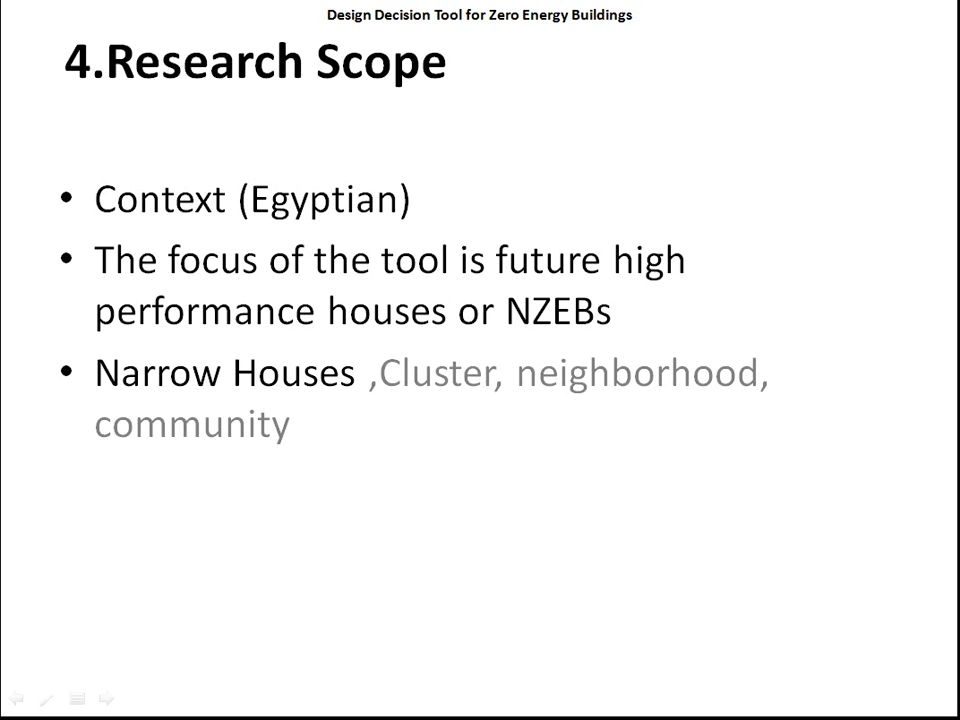 Design Decision Tool for Zero Energy Buildings
4.Research Scope
• Context (Egyptian)
• The focus of the tool is future high
performance houses or NZEBs
• Narrow Houses ,Cluster, neighborhood,
community